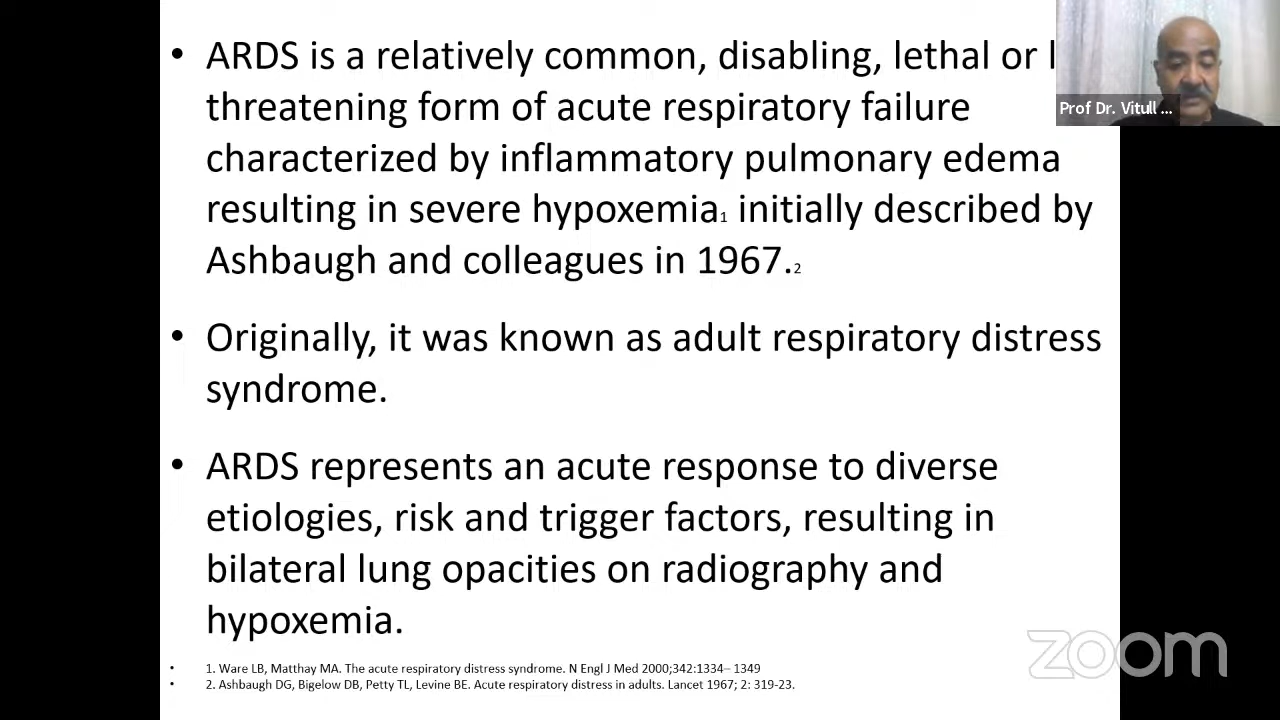 • ARDS is a relatively common, disabling, lethal or l
threatening form of acute respiratory failure
characterized by inflammatory pulmonary edema
resulting in severe hypoxemia1 initially described by
Ashbaugh and colleagues in 1967.2
• Originally, it was known as adult respiratory distress
syndrome.
• ARDS represents an acute response to diverse
etiologies, risk and trigger factors, resulting in
bilateral lung opacities on radiography and
hypoxemia.
• 1. Ware LB, Matthay MA. The acute respiratory distress syndrome. N Engl J Med 2000;342:1334– 1349
• 2. Ashbaugh DG, Bigelow DB, Petty TL, Levine BE. Acute respiratory distress in adults. Lancet 1967; 2: 319-23.
Prof Dr. Vitull ...
zoom